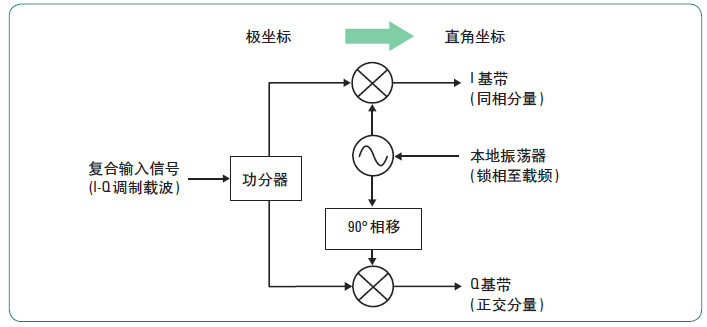 极坐标
直角坐标
I 基带
(同相分量)
复合输入信号
(I-Q调制载波)
功分器
本地振荡器
(锁相至载频)
90°相移
Q基带
(正交分量)